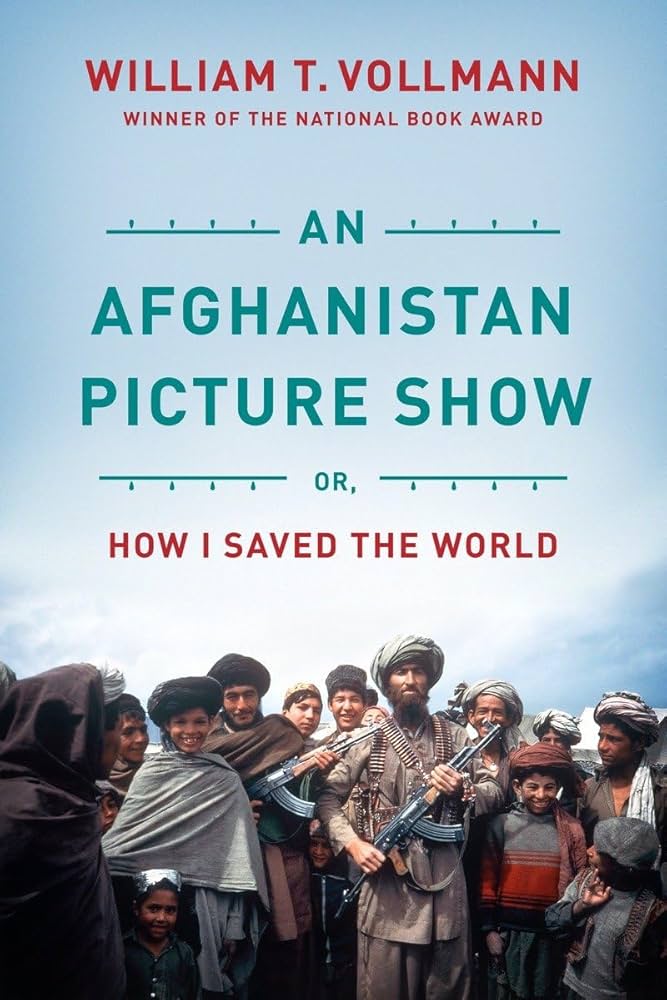 WILLIAM T. VOLLMANN
WINNER OF THE NATIONAL BOOK AWARD
AN
AFGHANISTAN
PICTURE SHOW
OR,
HOW I SAVED THE WORLD